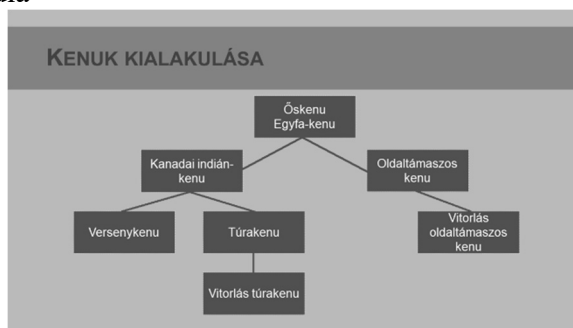 KENUK KIALAKULÁSA
Őskenu
Egyfa-kenu
Kanadai indián-
kenu
Oldaltámaszos
kenu
Versenykenu
Túrakenu
Vitorlás
oldaltámaszos
kenu
Vitorlás túrakenu